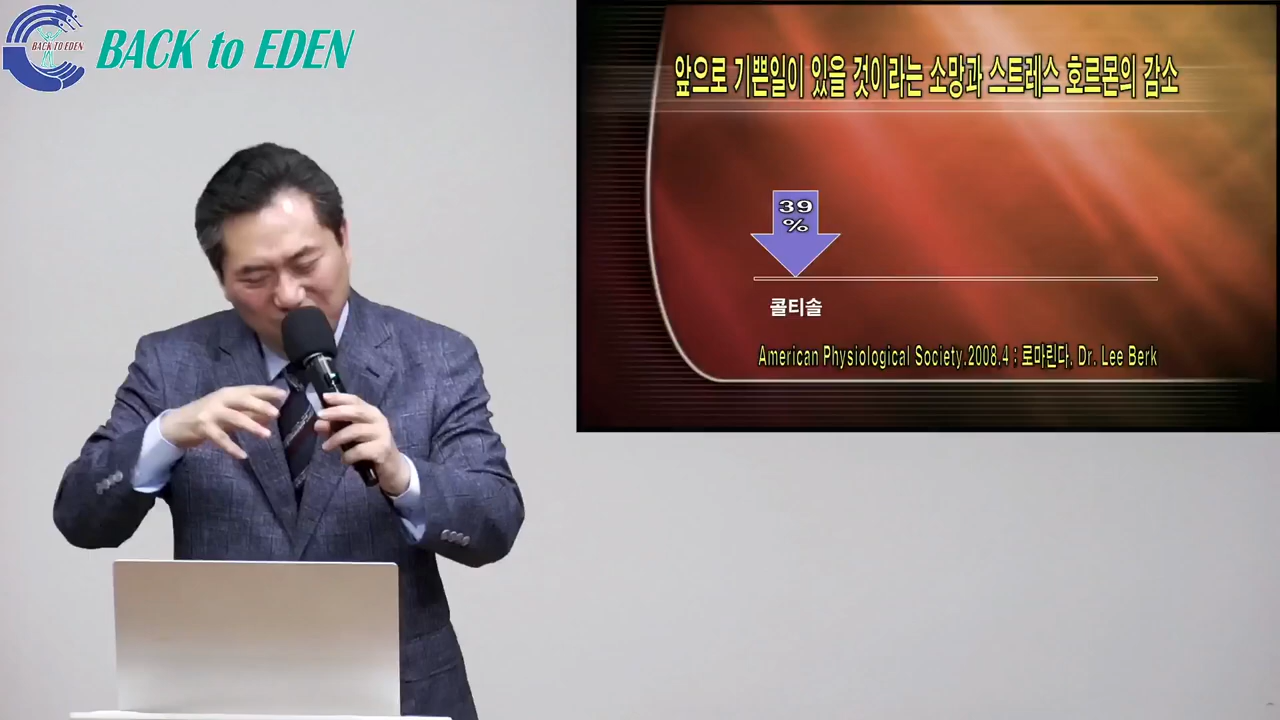 BACK TO EDEN
BACK to EDEN
앞으로 기쁜일이 있을 것이라는 소망과 스트레스 호르몬의 감소
39
%
콜티솔
American Physiological Society.2008.4 : 로마린다. Dr. Lee Berk